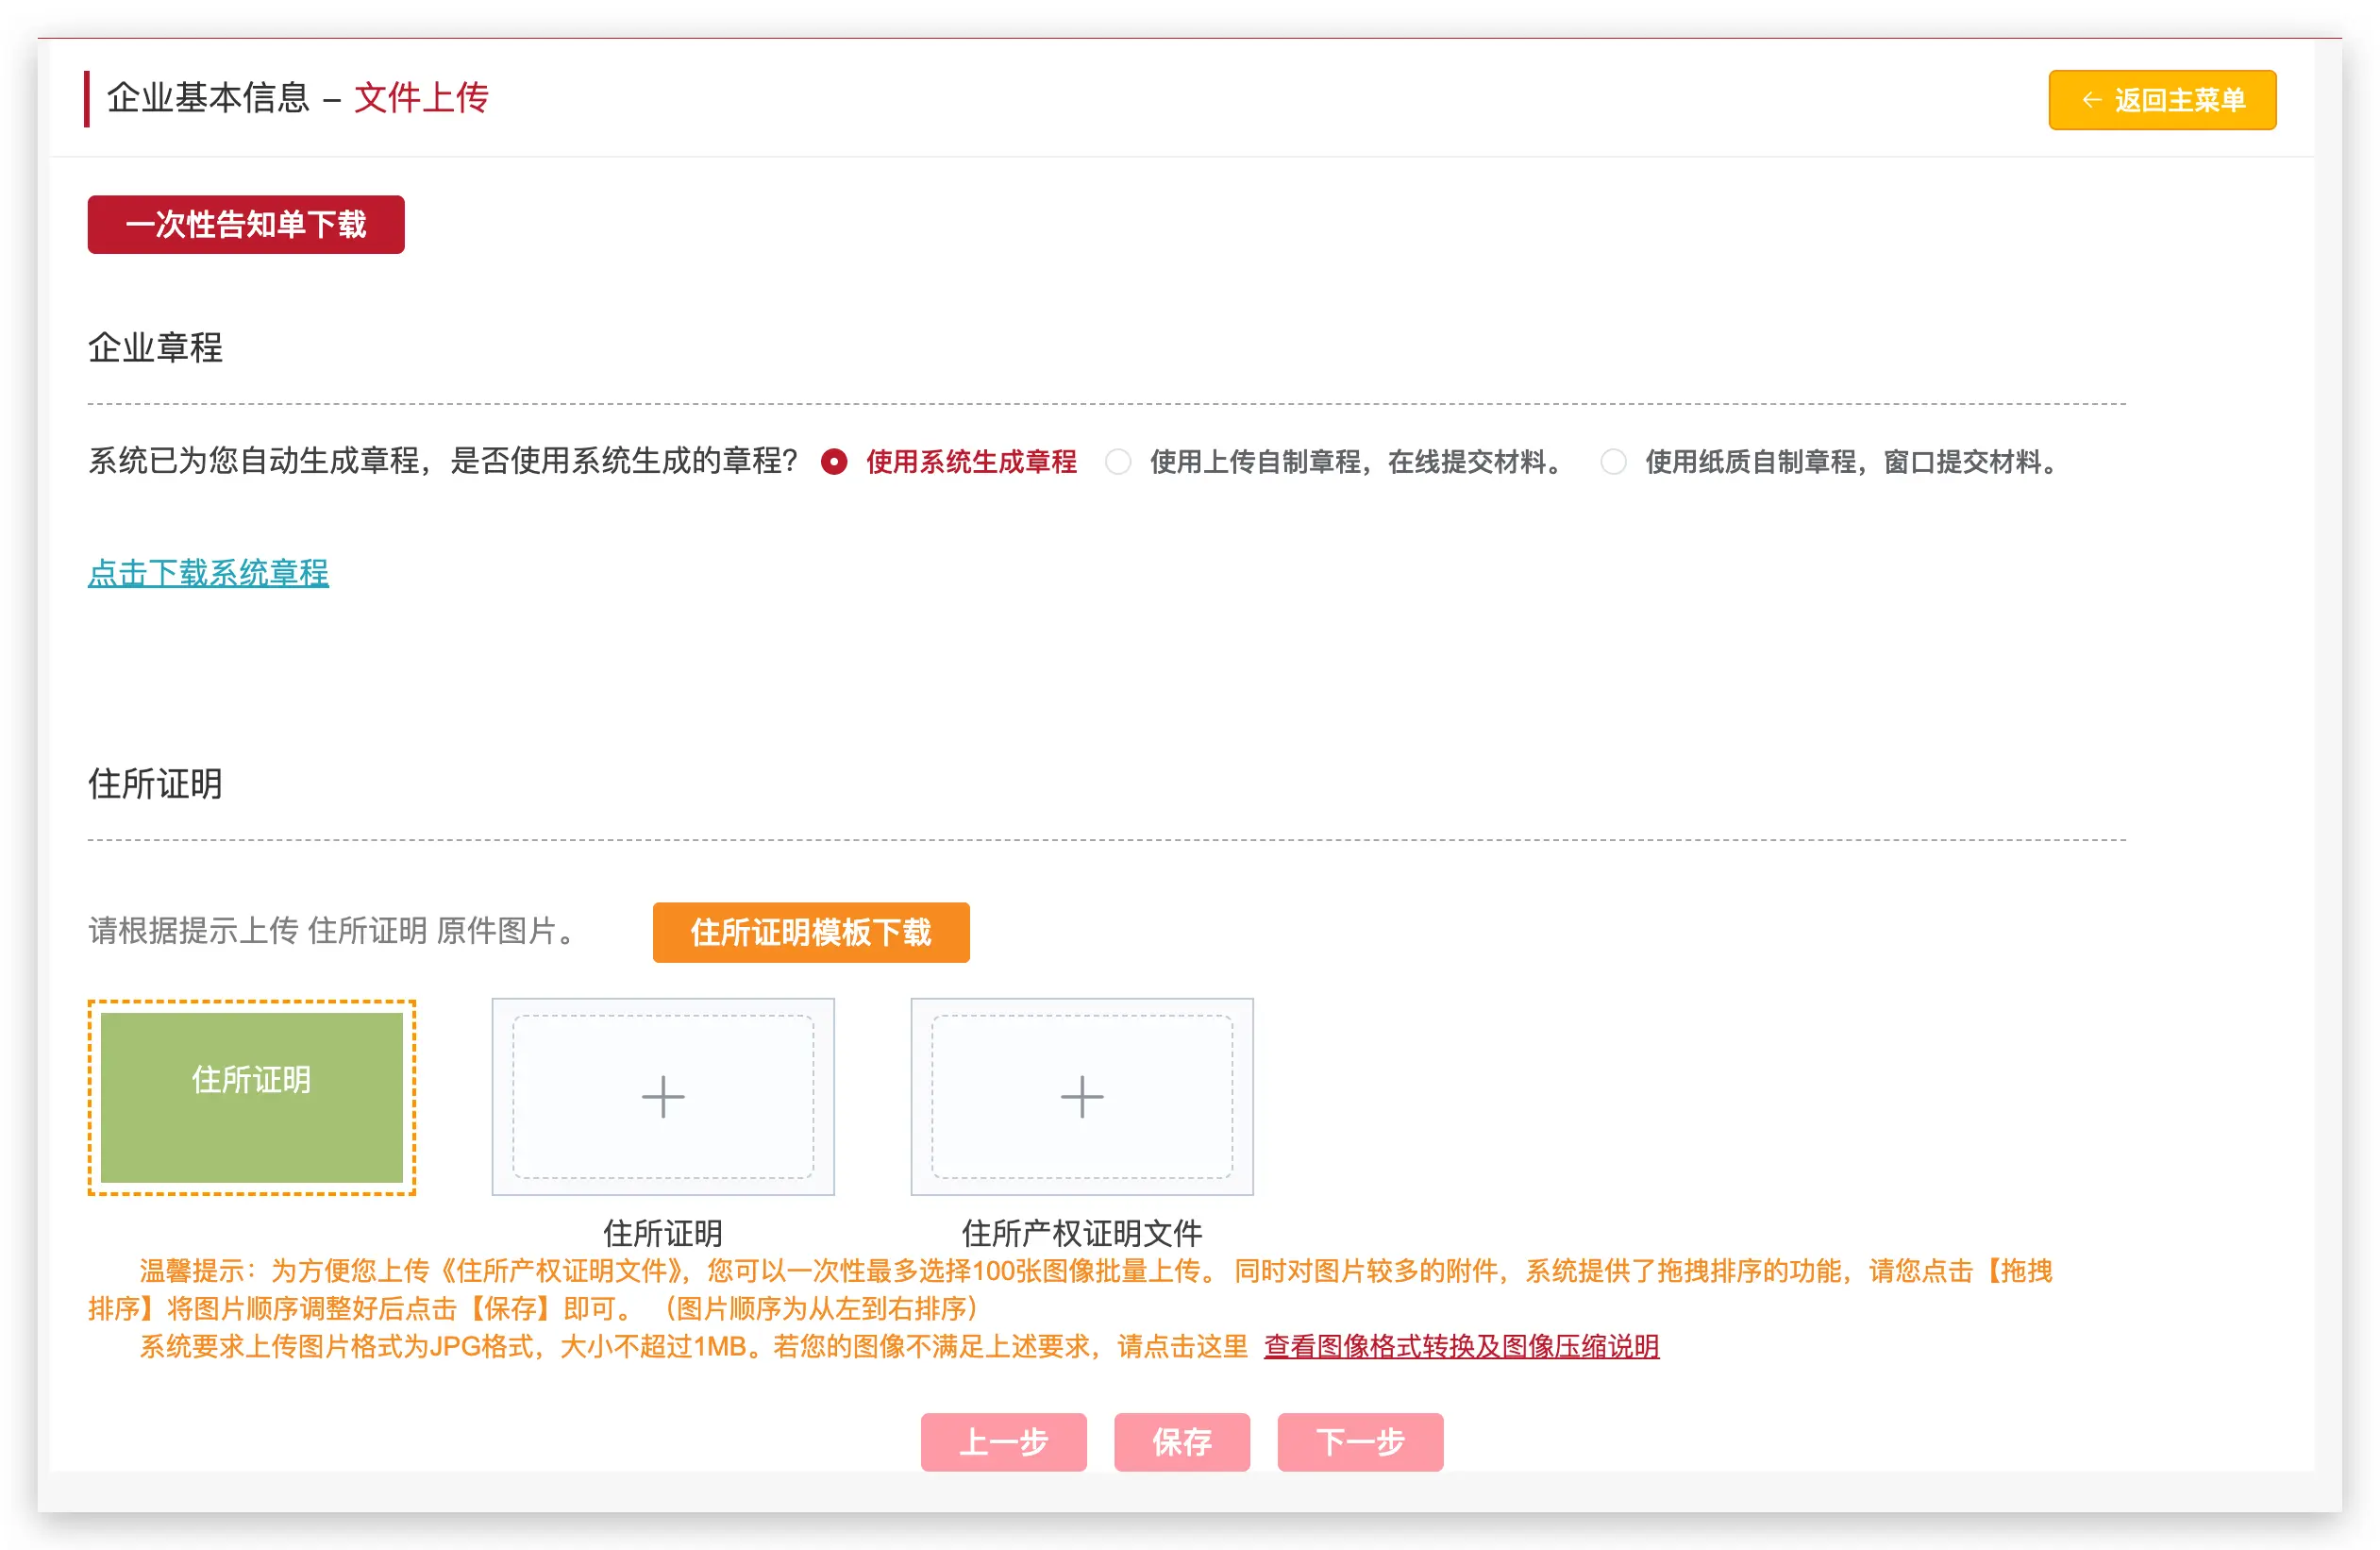 企业基本信息 – 文件上传
← 返回主菜单
一次性告知单下载
企业章程
系统已为您自动生成章程，是否使用系统生成的章程？ 使用系统生成章程 使用上传自制章程，在线提交材料。 使用纸质自制章程，窗口提交材料。
点击下载系统章程
住所证明
请根据提示上传 住所证明 原件图片。 住所证明模板下载
住所证明
住所证明 住所产权证明文件
温馨提示：为方便您上传《住所产权证明文件》，您可以一次性最多选择100张图像批量上传。 同时对图片较多的附件，系统提供了拖拽排序的功能，请您点击【拖拽
排序】将图片顺序调整好后点击【保存】即可。 （图片顺序为从左到右排序）
系统要求上传图片格式为JPG格式，大小不超过1MB。若您的图像不满足上述要求，请点击这里 查看图像格式转换及图像压缩说明
上一步 保存 下一步